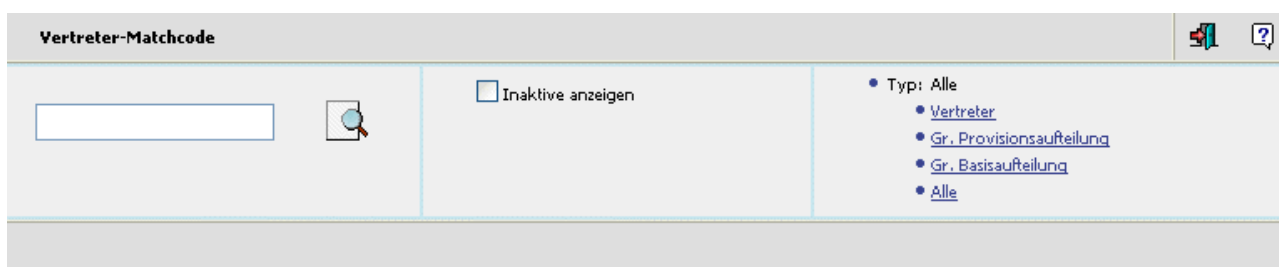 Vertreter-Matchcode
Inaktive anzeigen
Typ: Alle
Vertreter
Gr. Provisionsaufteilung
Gr. Basisaufteilung
Alle